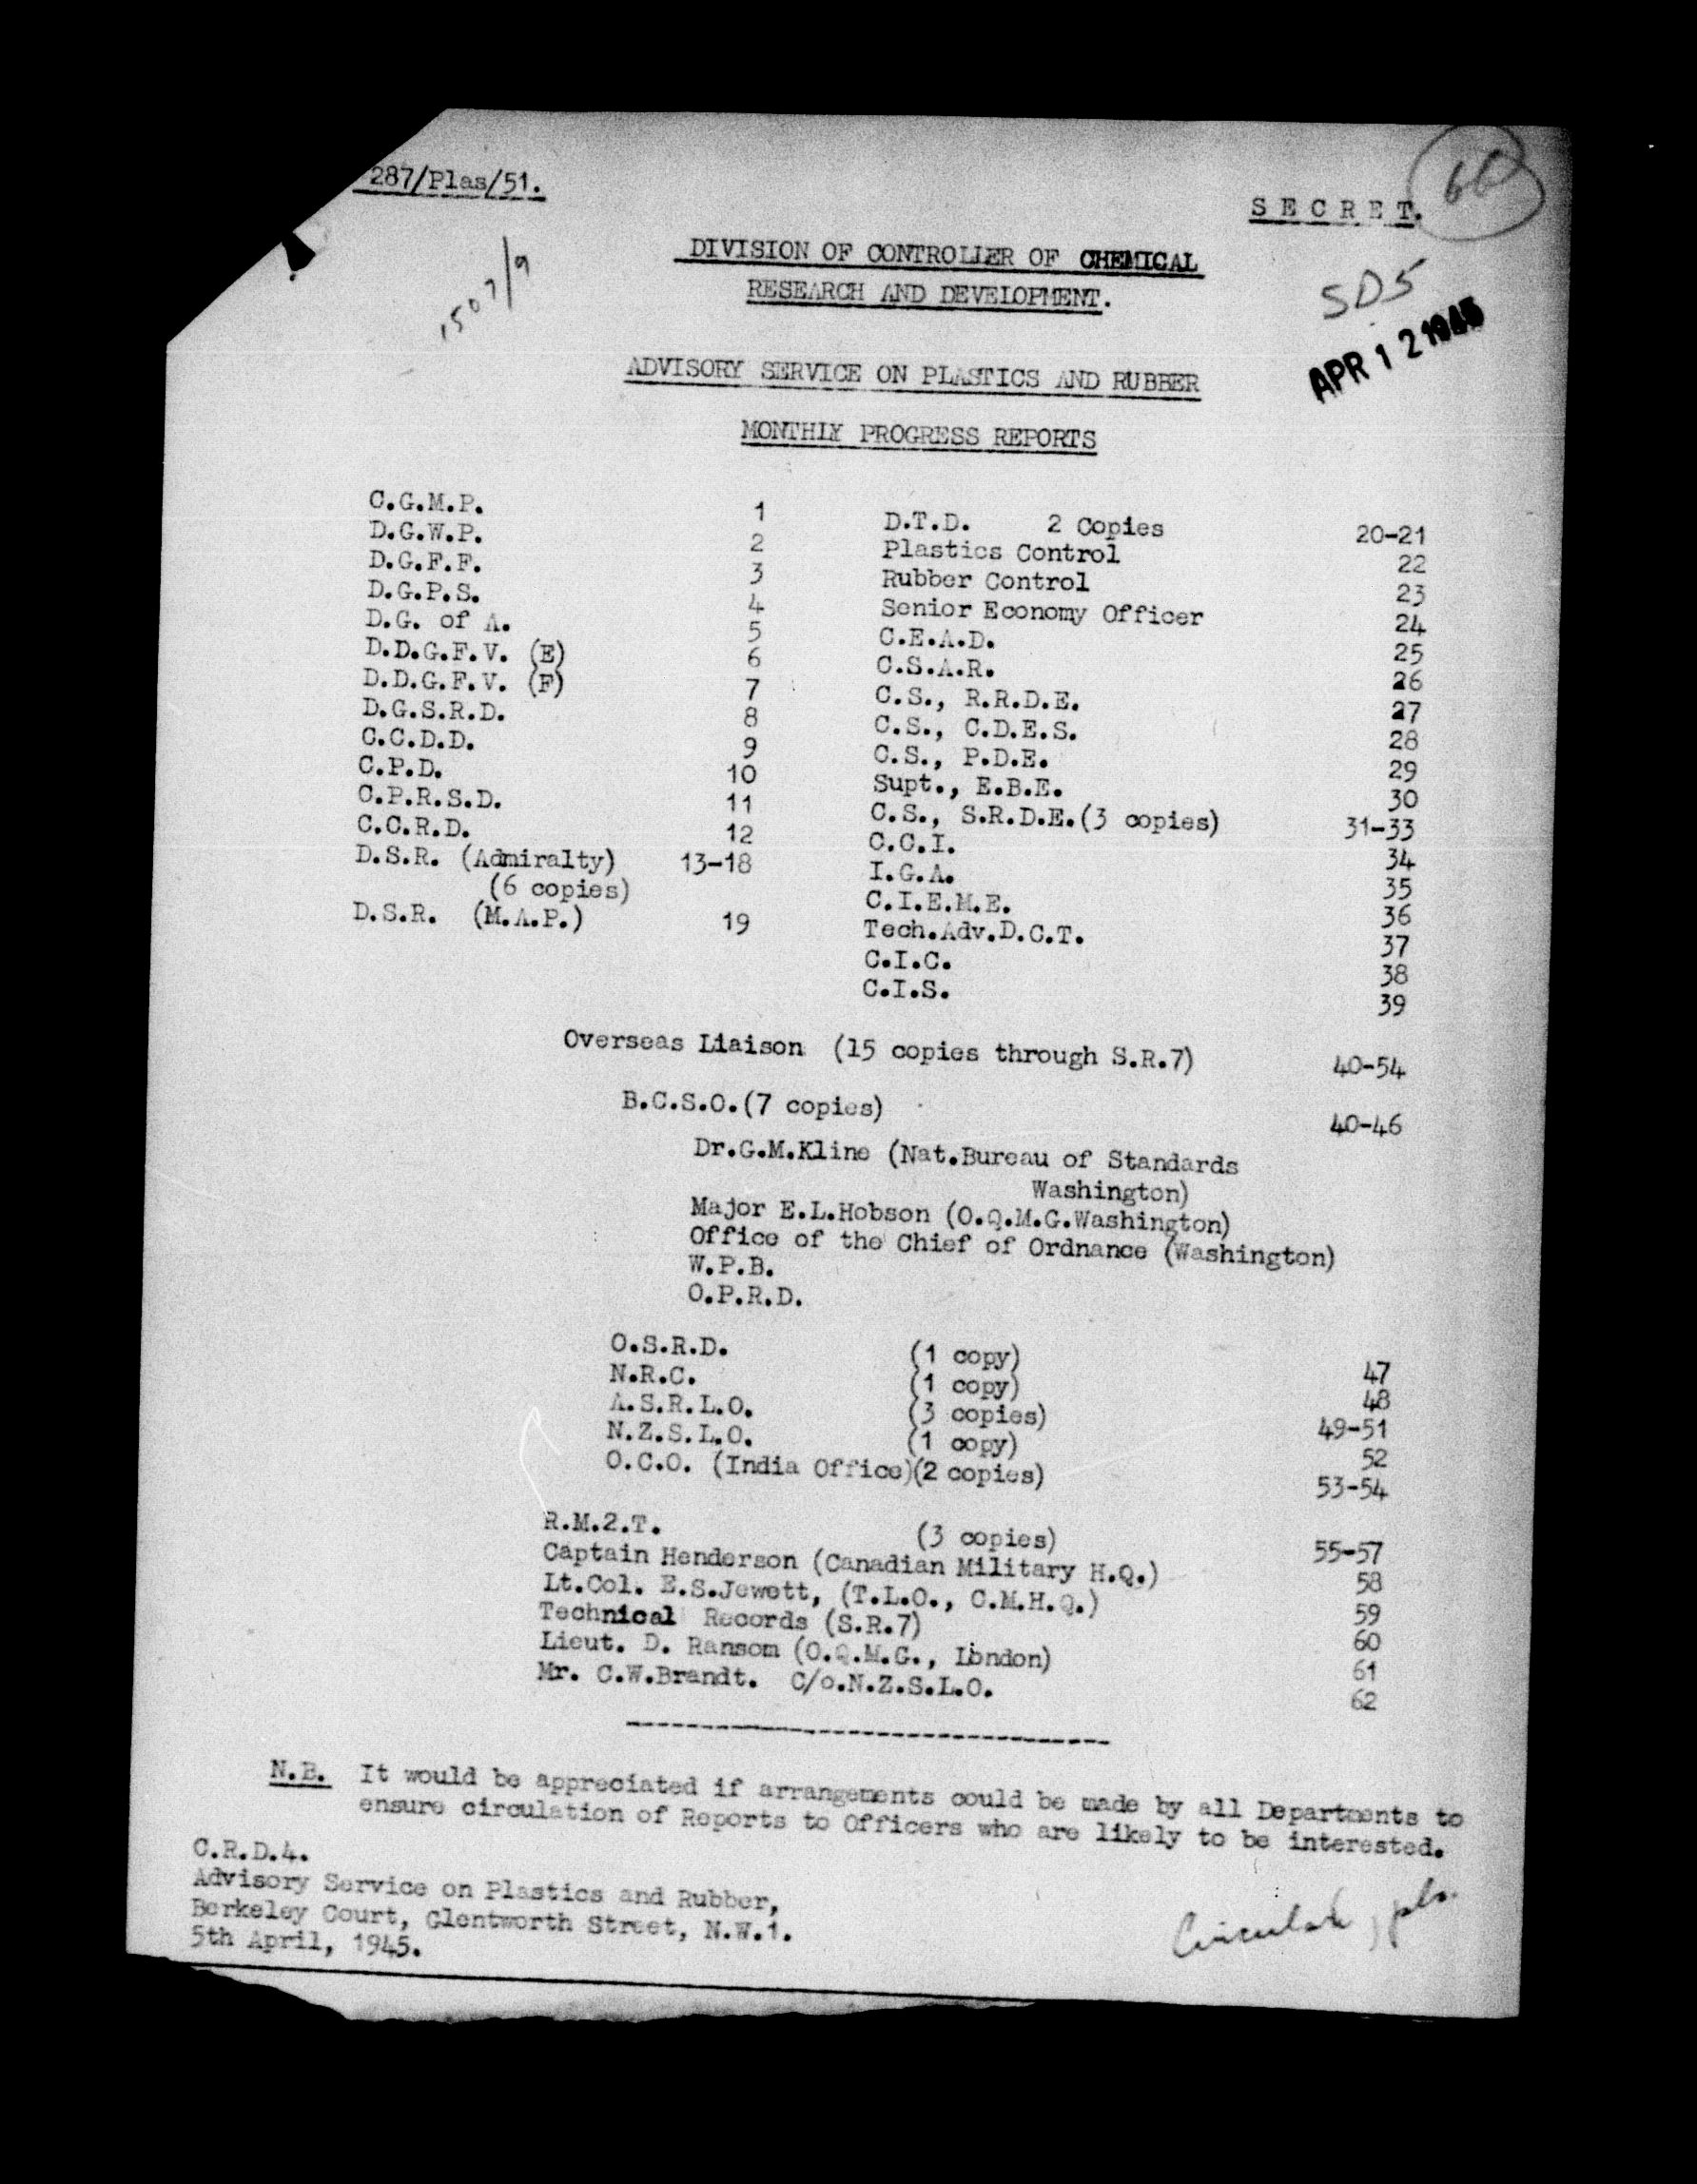 287/Plas/51.
SECRET.
66
1507/9
DIVISION OF CONTROLLER OF CHEMICAL
RESEARCH AND DEVELOPMENT.
SD5
APR 12 1945
ADVISORY SERVICE ON PLASTICS AND RUBBER
MONTHLY PROGRESS REPORTS
C.G.M.P. 1
D.G.W.P. 2
D.G.F.F. 3
D.G.P.S. 4
D.G. of A. 5
D.D.G.F.V. (E) 6
D.D.G.F.V. (F) 7
D.G.S.R.D. 8
C.C.D.D. 9
C.P.D. 10
C.P.R.S.D. 11
C.C.R.D. 12
D.S.R. (Admiralty) 13-18
(6 copies)
D.S.R. (M.A.P.) 19
D.T.D. 2 Copies 20-21
Plastics Control 22
Rubber Control 23
Senior Economy Officer 24
C.E.A.D. 25
C.S.A.R. 26
C.S., R.R.D.E. 27
C.S., C.D.E.S. 28
C.S., P.D.E. 29
Supt., E.B.E. 30
C.S., S.R.D.E.(3 copies) 31-33
C.C.I. 34
I.G.A. 35
C.I.E.M.E. 36
Tech.Adv.D.C.T. 37
C.I.C. 38
C.I.S. 39
Overseas Liaison (15 copies through S.R.7) 40-54
B.C.S.O.(7 copies) 40-46
Dr.G.M.Kline (Nat.Bureau of Standards
Washington)
Major E.L.Hobson (O.Q.M.G.Washington)
Office of the Chief of Ordnance (Washington)
W.P.B.
O.P.R.D.
O.S.R.D. (1 copy) 47
N.R.C. (1 copy) 48
A.S.R.L.O. (3 copies) 49-51
N.Z.S.L.O. (1 copy) 52
O.C.O. (India Office)(2 copies) 53-54
R.M.2.T. (3 copies) 55-57
Captain Henderson (Canadian Military H.Q.) 58
Lt.Col. E.S.Jewett, (T.L.O., C.M.H.Q.) 59
Technical Records (S.R.7) 60
Lieut. D. Ransom (O.Q.M.G., London) 61
Mr. C.W.Brandt. C/o.N.Z.S.L.O. 62
N.B. It would be appreciated if arrangements could be made by all Departments to
ensure circulation of Reports to Officers who are likely to be interested.
C.R.D.4.
Advisory Service on Plastics and Rubber,
Berkeley Court, Glentworth Street, N.W.1.
5th April, 1945.
Circulate, pls.